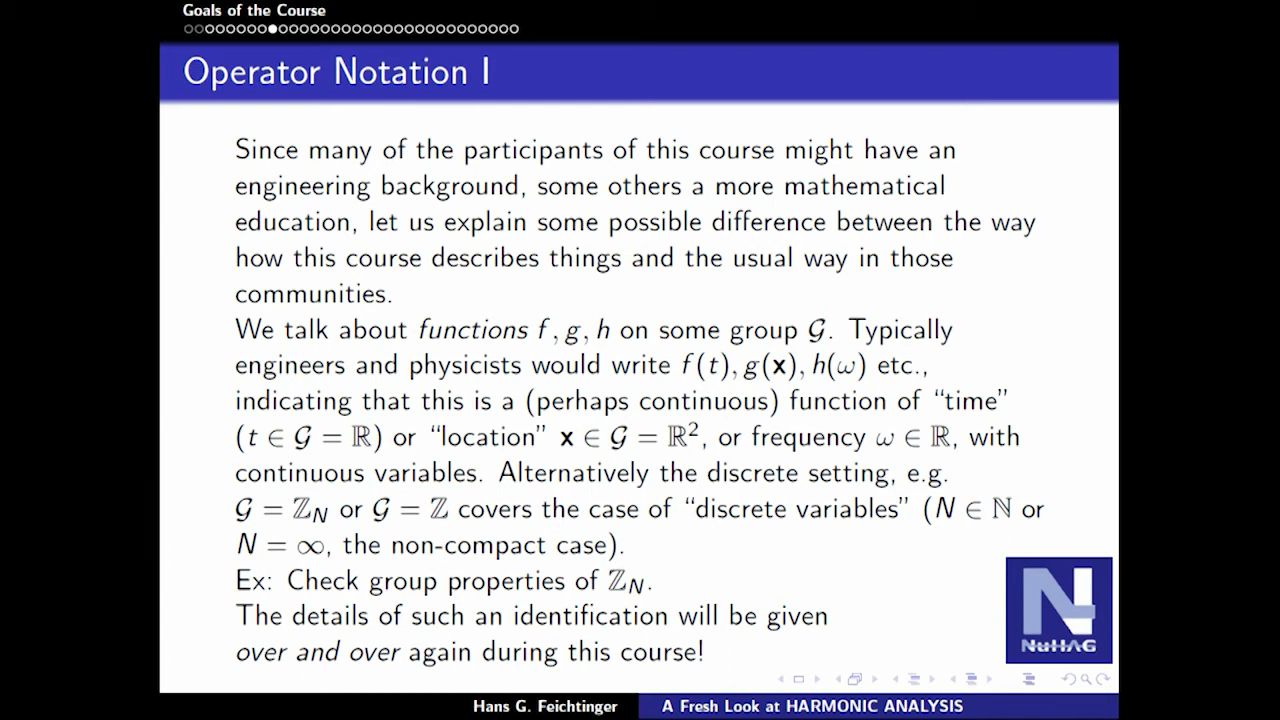 Goals of the Course
Operator Notation I
Since many of the participants of this course might have an
engineering background, some others a more mathematical
education, let us explain some possible difference between the way
how this course describes things and the usual way in those
communities.
We talk about functions f, g, h on some group 𝒢. Typically
engineers and physicists would write f(t), g(𝐱), h(ω) etc.,
indicating that this is a (perhaps continuous) function of “time”
(t ∈ 𝒢 = ℝ) or “location” 𝐱 ∈ 𝒢 = ℝ², or frequency ω ∈ ℝ, with
continuous variables. Alternatively the discrete setting, e.g.
𝒢 = ℤ_N or 𝒢 = ℤ covers the case of “discrete variables” (N ∈ ℕ or
N = ∞, the non-compact case).
Ex: Check group properties of ℤ_N.
The details of such an identification will be given
over and over again during this course!
NuHAG
Hans G. Feichtinger
A Fresh Look at HARMONIC ANALYSIS